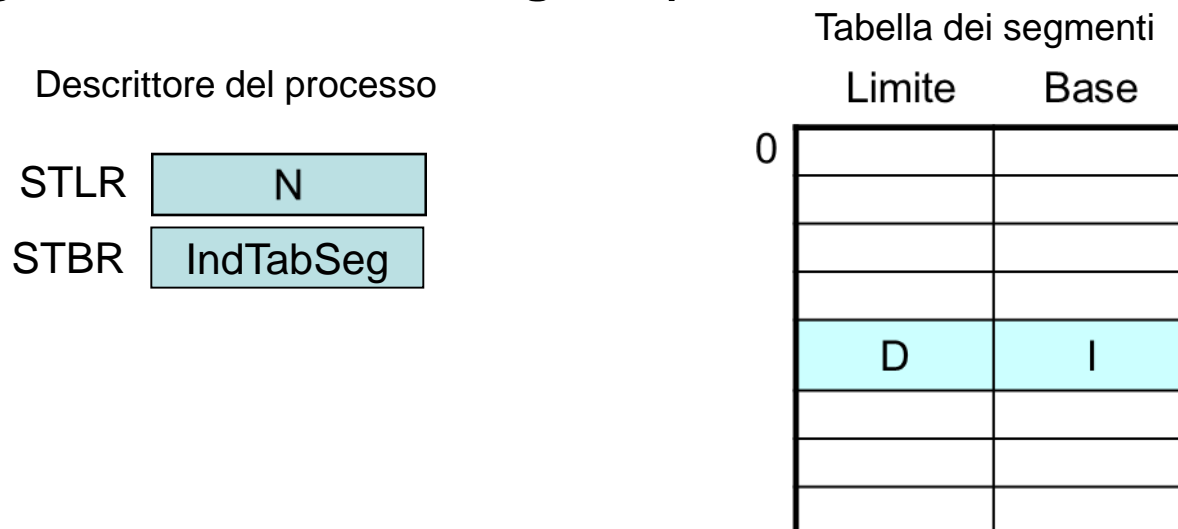 Tabella dei segmenti
Descrittore del processo
Limite Base
0
STLR N
STBR IndTabSeg
D I